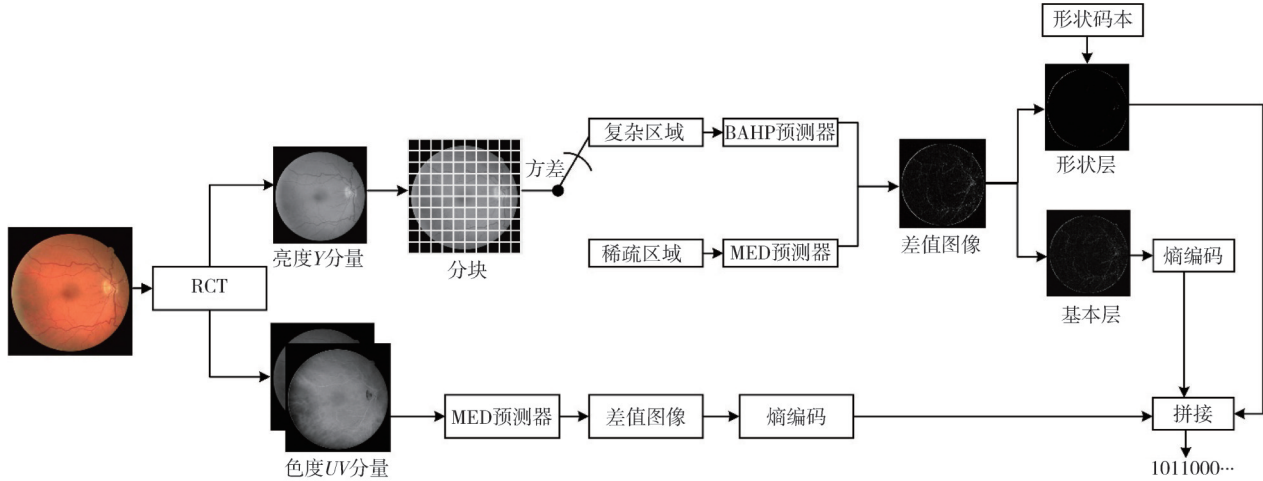 形状码本
形状层
复杂区域
BAHP预测器
方差
差值图像
亮度Y分量
分块
稀疏区域
MED预测器
熵编码
基本层
RCT
MED预测器
差值图像
熵编码
拼接
色度UV分量
1011000…